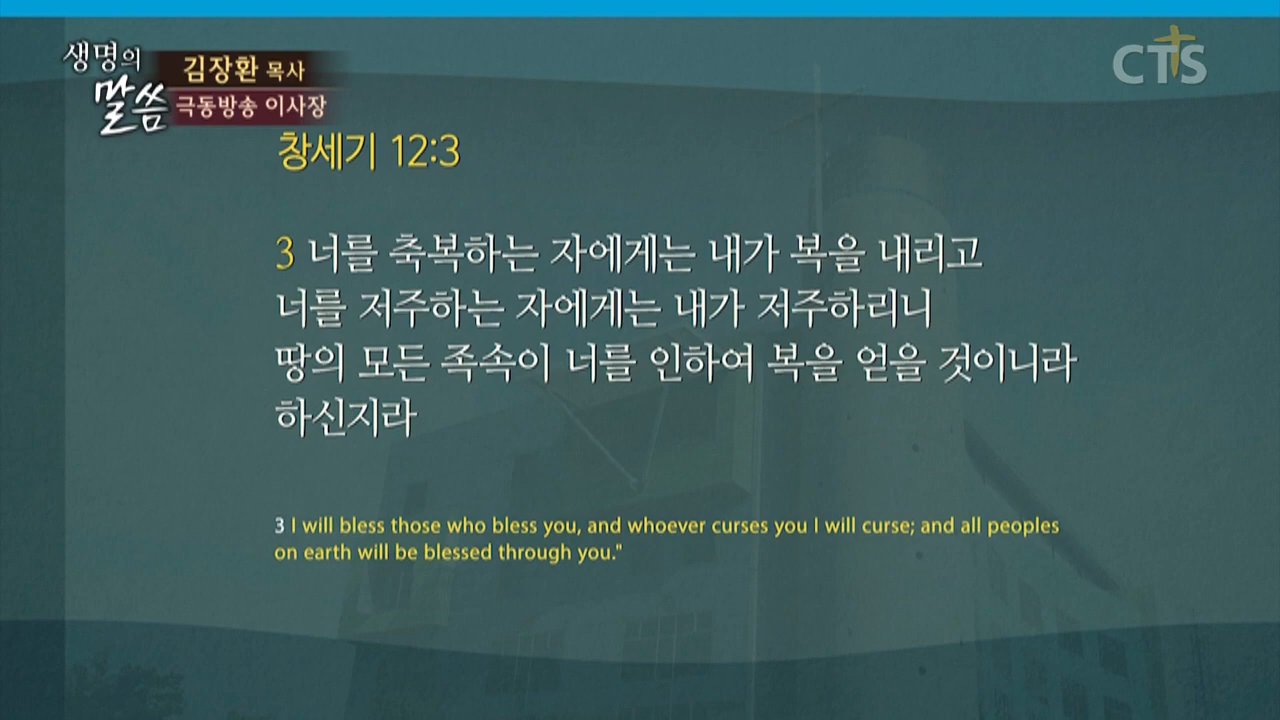 생명의
말씀
김장환 목사
극동방송 이사장
CTS
창세기 12:3
3 너를 축복하는 자에게는 내가 복을 내리고
너를 저주하는 자에게는 내가 저주하리니
땅의 모든 족속이 너를 인하여 복을 얻을 것이니라
하신지라
3 I will bless those who bless you, and whoever curses you I will curse; and all peoples
on earth will be blessed through you."